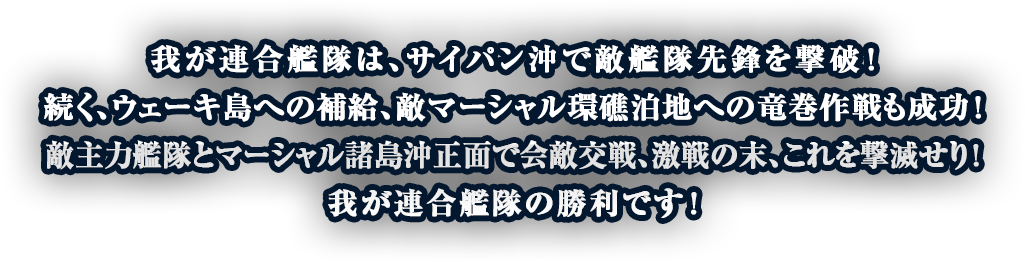 我が連合艦隊は、サイパン沖で敵艦隊先鋒を撃破！
続く、ウェーキ島への補給、敵マーシャル環礁泊地への竜巻作戦も成功！
敵主力艦隊とマーシャル諸島沖正面で会敵交戦、激戦の末、これを撃滅せり！
我が連合艦隊の勝利です！